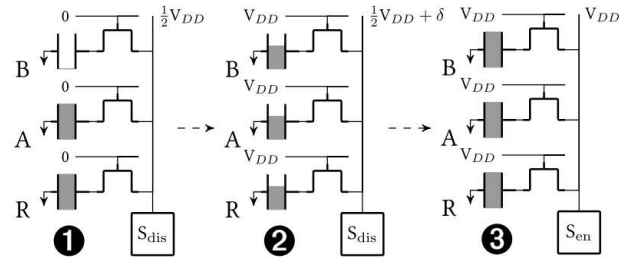 0 ½V_DD
B
0
A
0
R
S_dis
1
V_DD ½V_DD + δ
B
V_DD
A
V_DD
R
S_dis
2
V_DD V_DD
B
V_DD
A
V_DD
R
S_en
3